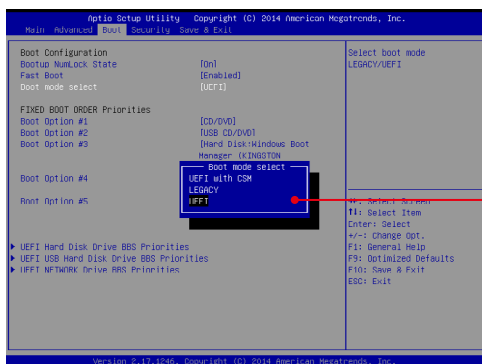 Aptio Setup Utility Copyright (C) 2014 American Megatrends, Inc.
Main Advanced Boot Security Save & Exit
Boot Configuration
Bootup NumLock State [On]
Fast Boot [Enabled]
Boot mode select [UEFI]
FIXED BOOT ORDER Priorities
Boot Option #1 [CD/DVD]
Boot Option #2 [USB CD/DVD]
Boot Option #3 [Hard Disk:Windows Boot
Manager (KINGSTON
Boot Option #4
Boot Option #5
Boot mode select
UEFI with CSM
LEGACY
UEFI
UEFI Hard Disk Drive BBS Priorities
UEFI USB Hard Disk Drive BBS Priorities
UEFI NETWORK Drive BBS Priorities
Select boot mode
LEGACY/UEFI
Select Screen
↑↓: Select Item
Enter: Select
+/-: Change Opt.
F1: General Help
F9: Optimized Defaults
F10: Save & Exit
ESC: Exit
Version 2.17.1246. Copyright (C) 2014 American Megatrends, Inc.